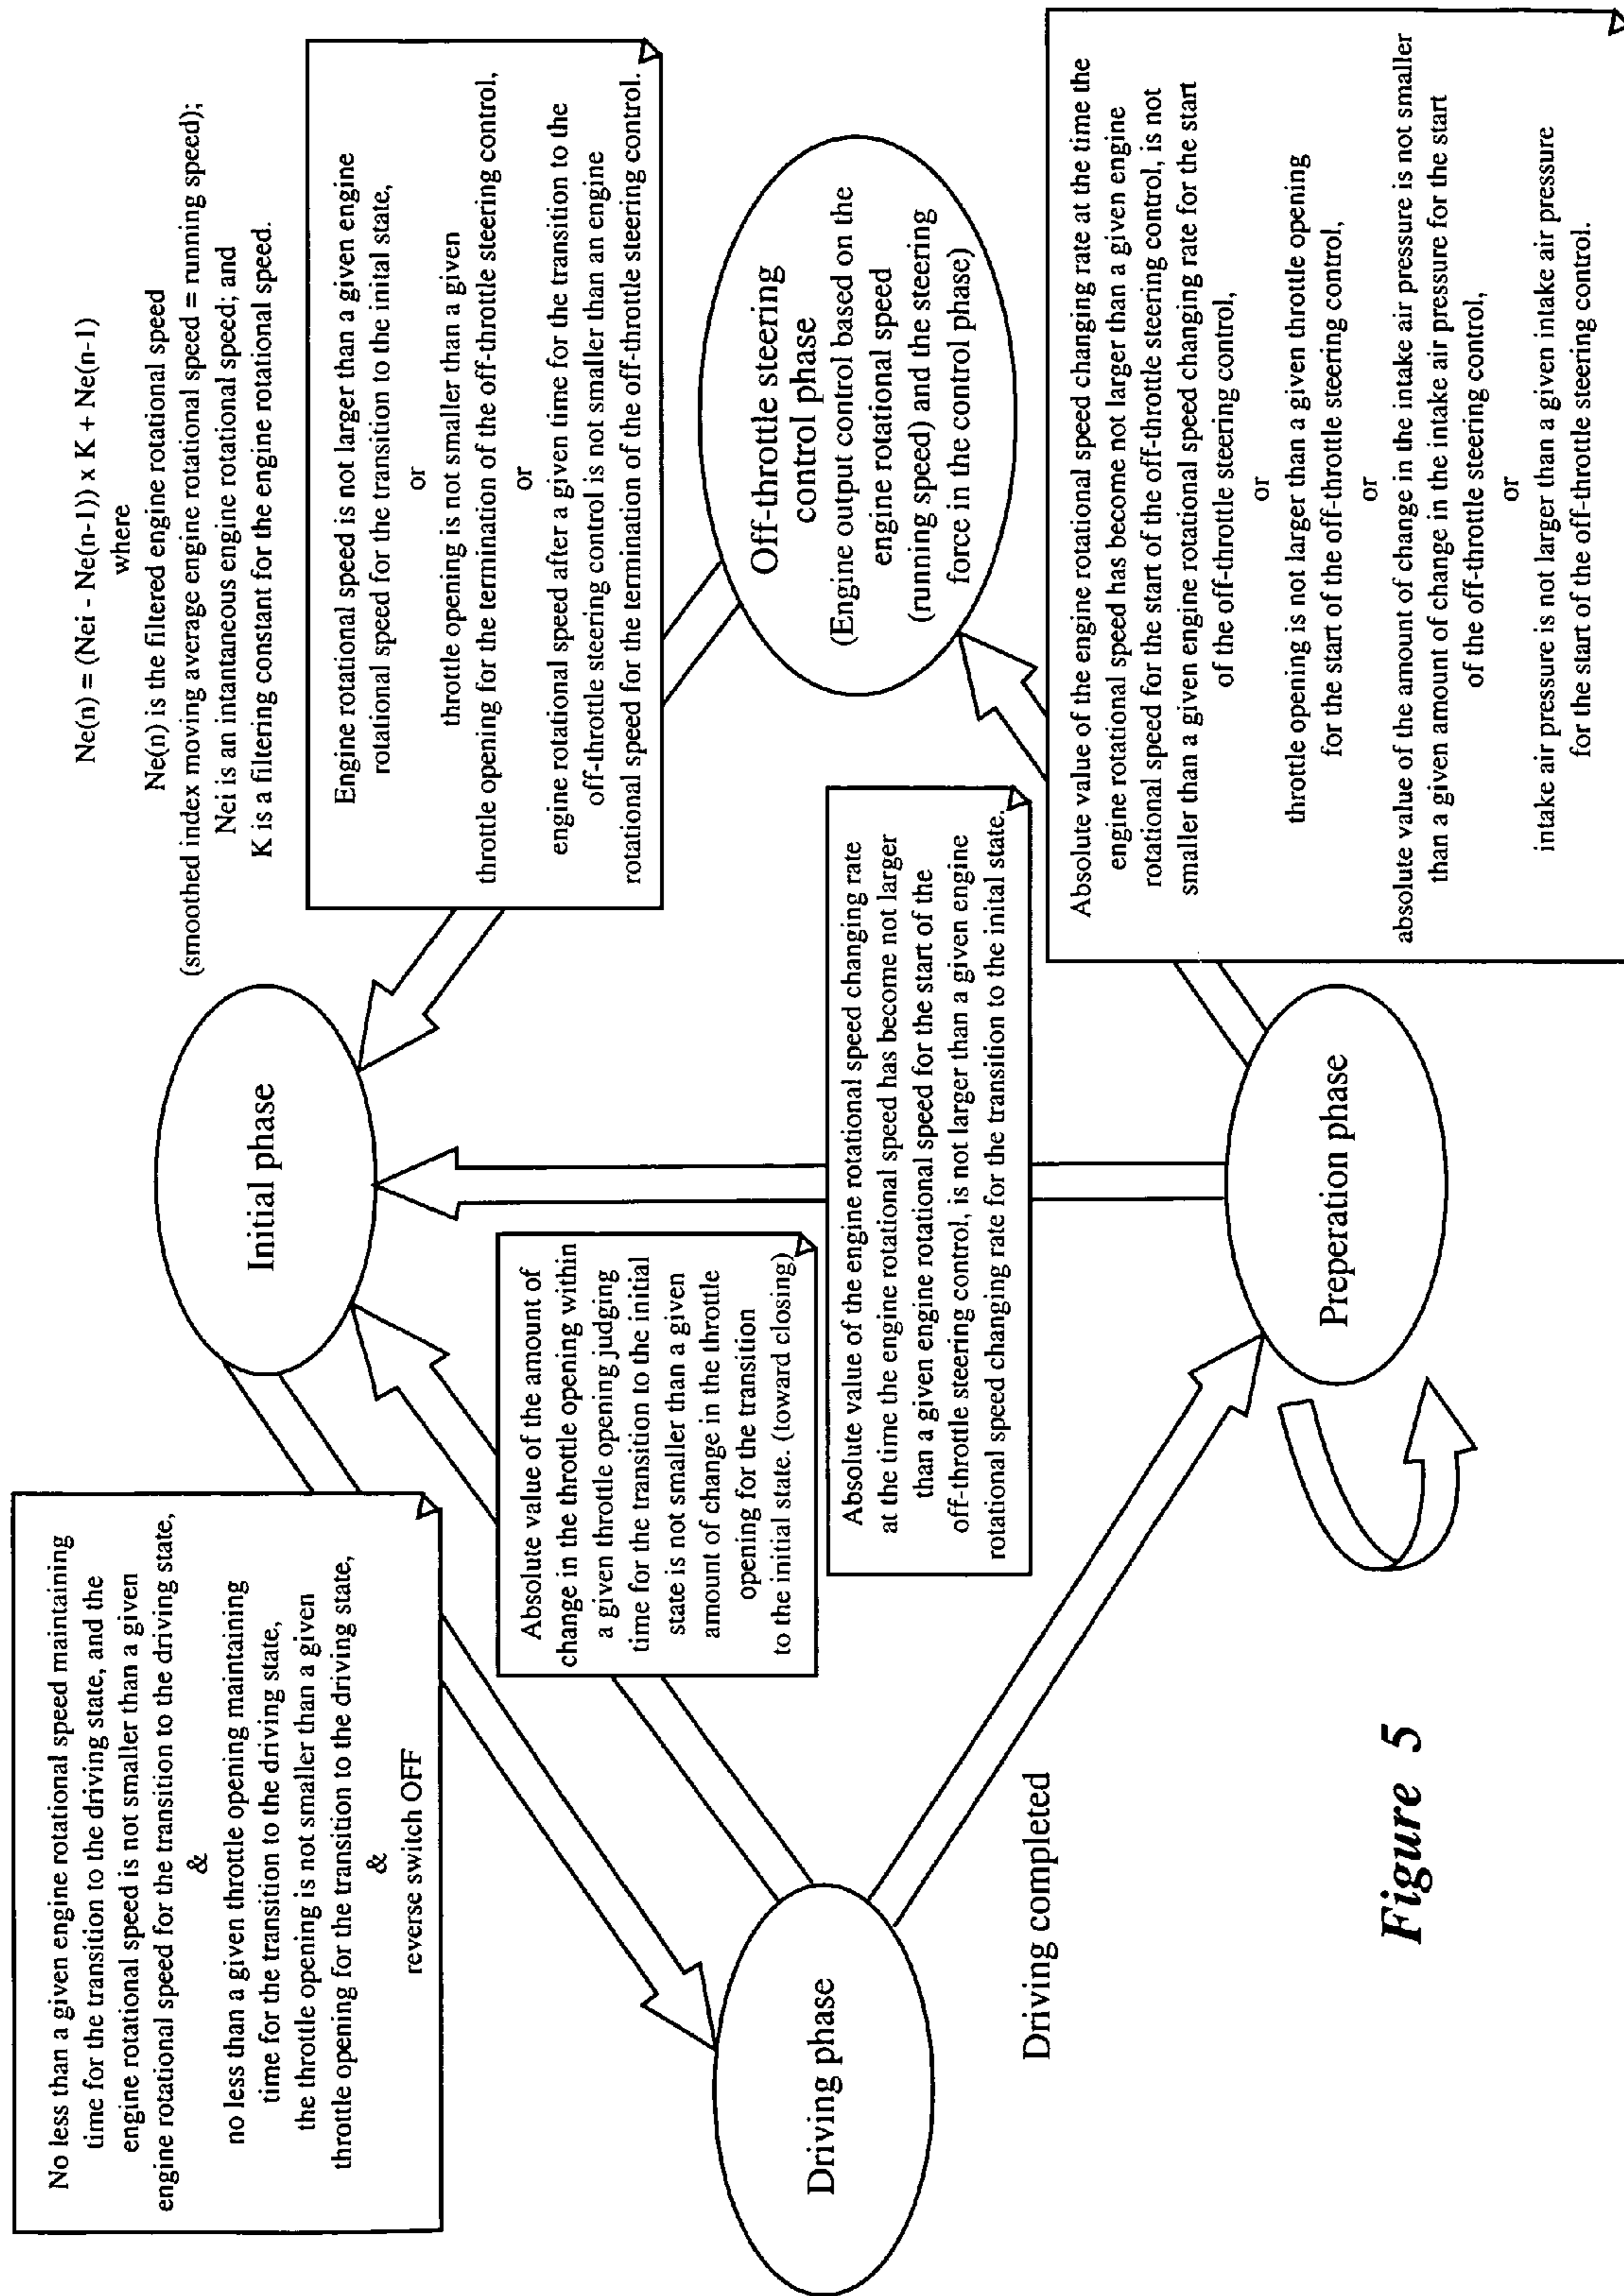 No less than a given engine rotational speed maintaining
time for the transition to the driving state, and the
engine rotational speed is not smaller than a given
engine rotational speed for the transition to the driving state,
&
no less than a given throttle opening maintaining
time for the transition to the driving state,
the throttle opening is not smaller than a given
throttle opening for the transition to the driving state,
&
reverse switch OFF
Ne(n) = (Nei - Ne(n-1)) x K + Ne(n-1)
where
Ne(n) is the filtered engine rotational speed
(smoothed index moving average engine rotational speed = running speed);
Nei is an intantaneous engine rotational speed; and
K is a filtering constant for the engine rotational speed.
Initial phase
Engine rotational speed is not larger than a given engine
rotational speed for the transition to the inital state,
or
throttle opening is not smaller than a given
throttle opening for the termination of the off-throttle steering control,
or
engine rotational speed after a given time for the transition to the
off-throttle steering control is not smaller than an engine
rotational speed for the termination of the off-throttle steering control.
Absolute value of the amount of
change in the throttle opening within
a given throttle opening judging
time for the transition to the initial
state is not smaller than a given
amount of change in the throttle
opening for the transition
to the initial state. (toward closing)
Driving phase
Absolute value of the engine rotational speed changing rate
at the time the engine rotational speed has become not larger
than a given engine rotational speed for the start of the
off-throttle steering control, is not larger than a given engine
rotational speed changing rate for the transition to the inital state.
Off-throttle steering
control phase
(Engine output control based on the
engine rotational speed
(running speed) and the steering
force in the control phase)
Driving completed
Preperation phase
Absolute value of the engine rotational speed changing rate at the time the
engine rotational speed has become not larger than a given engine
rotational speed for the start of the off-throttle steering control, is not
smaller than a given engine rotational speed changing rate for the start
of the off-throttle steering control,
or
throttle opening is not larger than a given throttle opening
for the start of the off-throttle steering control,
or
absolute value of the amount of change in the intake air pressure is not smaller
than a given amount of change in the intake air pressure for the start
of the off-throttle steering control,
or
intake air pressure is not larger than a given intake air pressure
for the start of the off-throttle steering control.
Figure 5